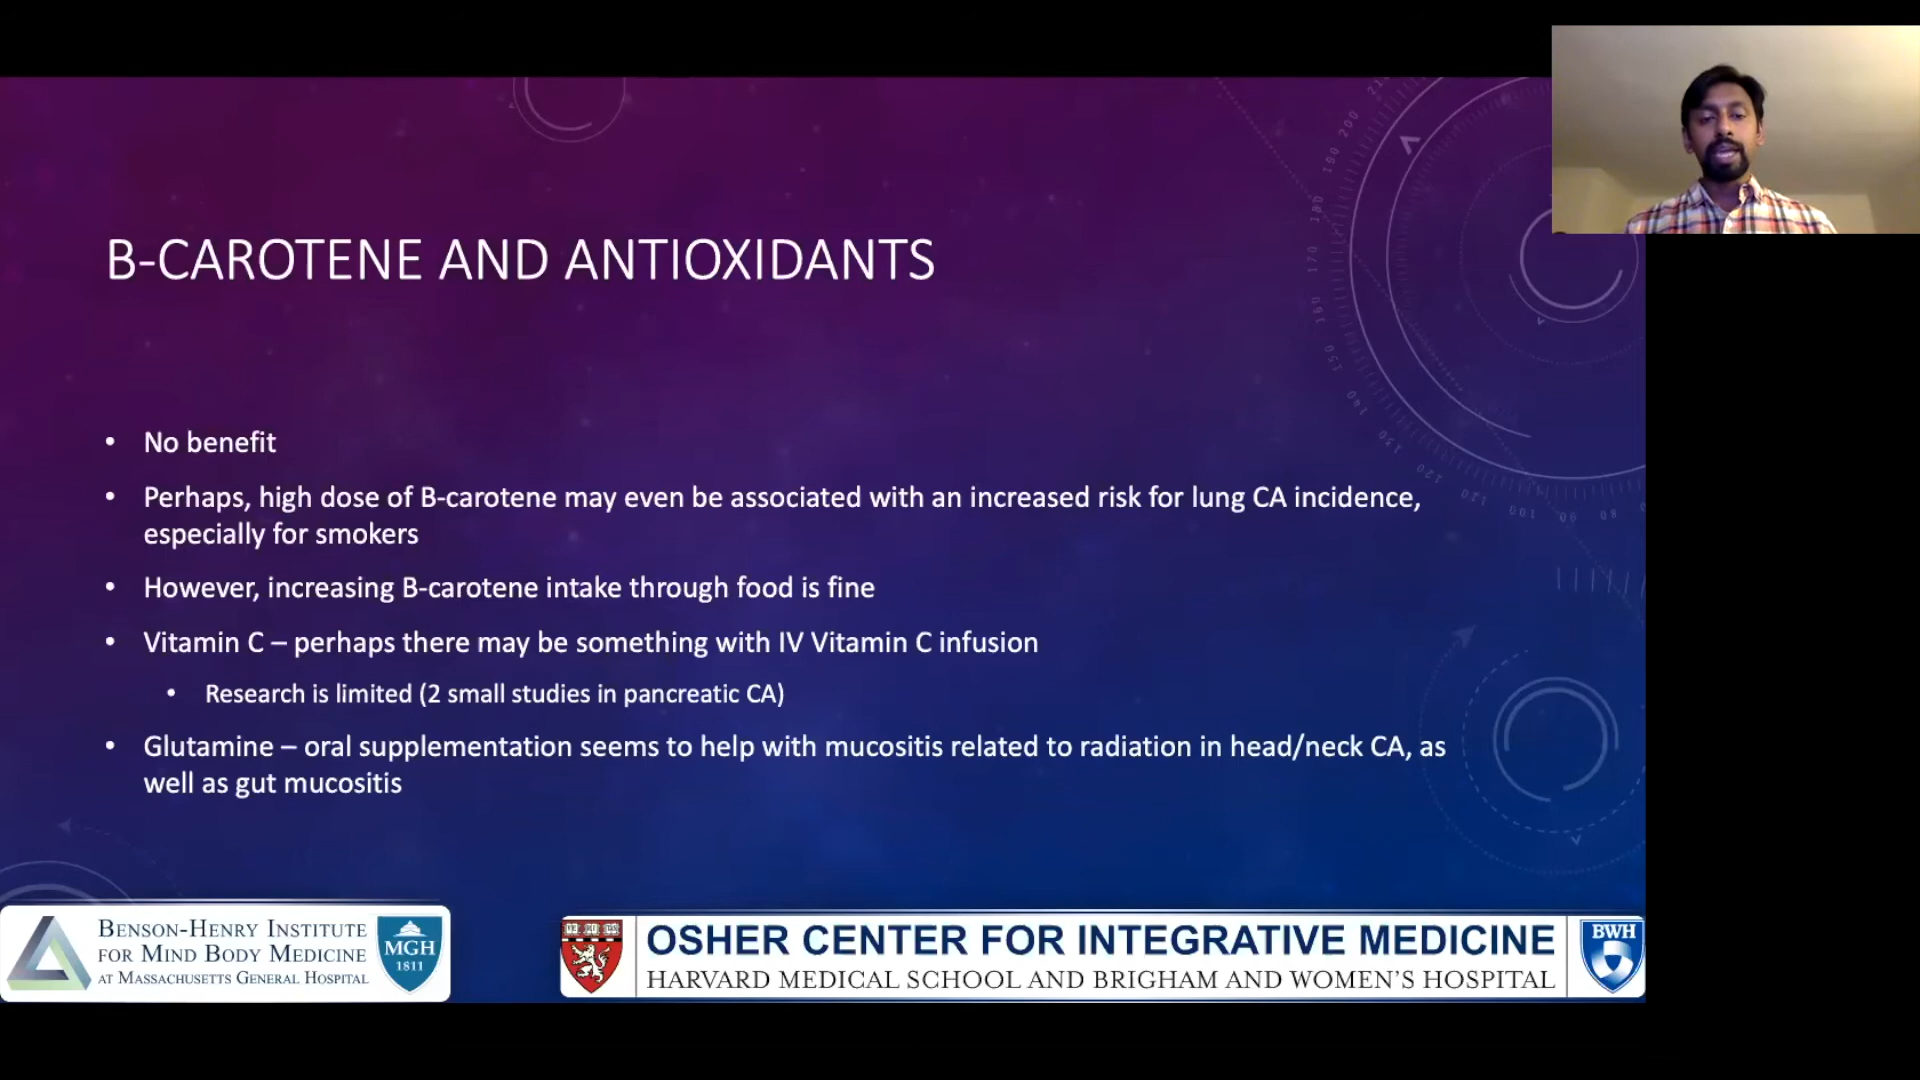 B-CAROTENE AND ANTIOXIDANTS
• No benefit
• Perhaps, high dose of B-carotene may even be associated with an increased risk for lung CA incidence,
especially for smokers
• However, increasing B-carotene intake through food is fine
• Vitamin C – perhaps there may be something with IV Vitamin C infusion
• Research is limited (2 small studies in pancreatic CA)
• Glutamine – oral supplementation seems to help with mucositis related to radiation in head/neck CA, as
well as gut mucositis
BENSON-HENRY INSTITUTE
FOR MIND BODY MEDICINE
AT MASSACHUSETTS GENERAL HOSPITAL
MGH
1811
OSHER CENTER FOR INTEGRATIVE MEDICINE
HARVARD MEDICAL SCHOOL AND BRIGHAM AND WOMEN'S HOSPITAL
BWH